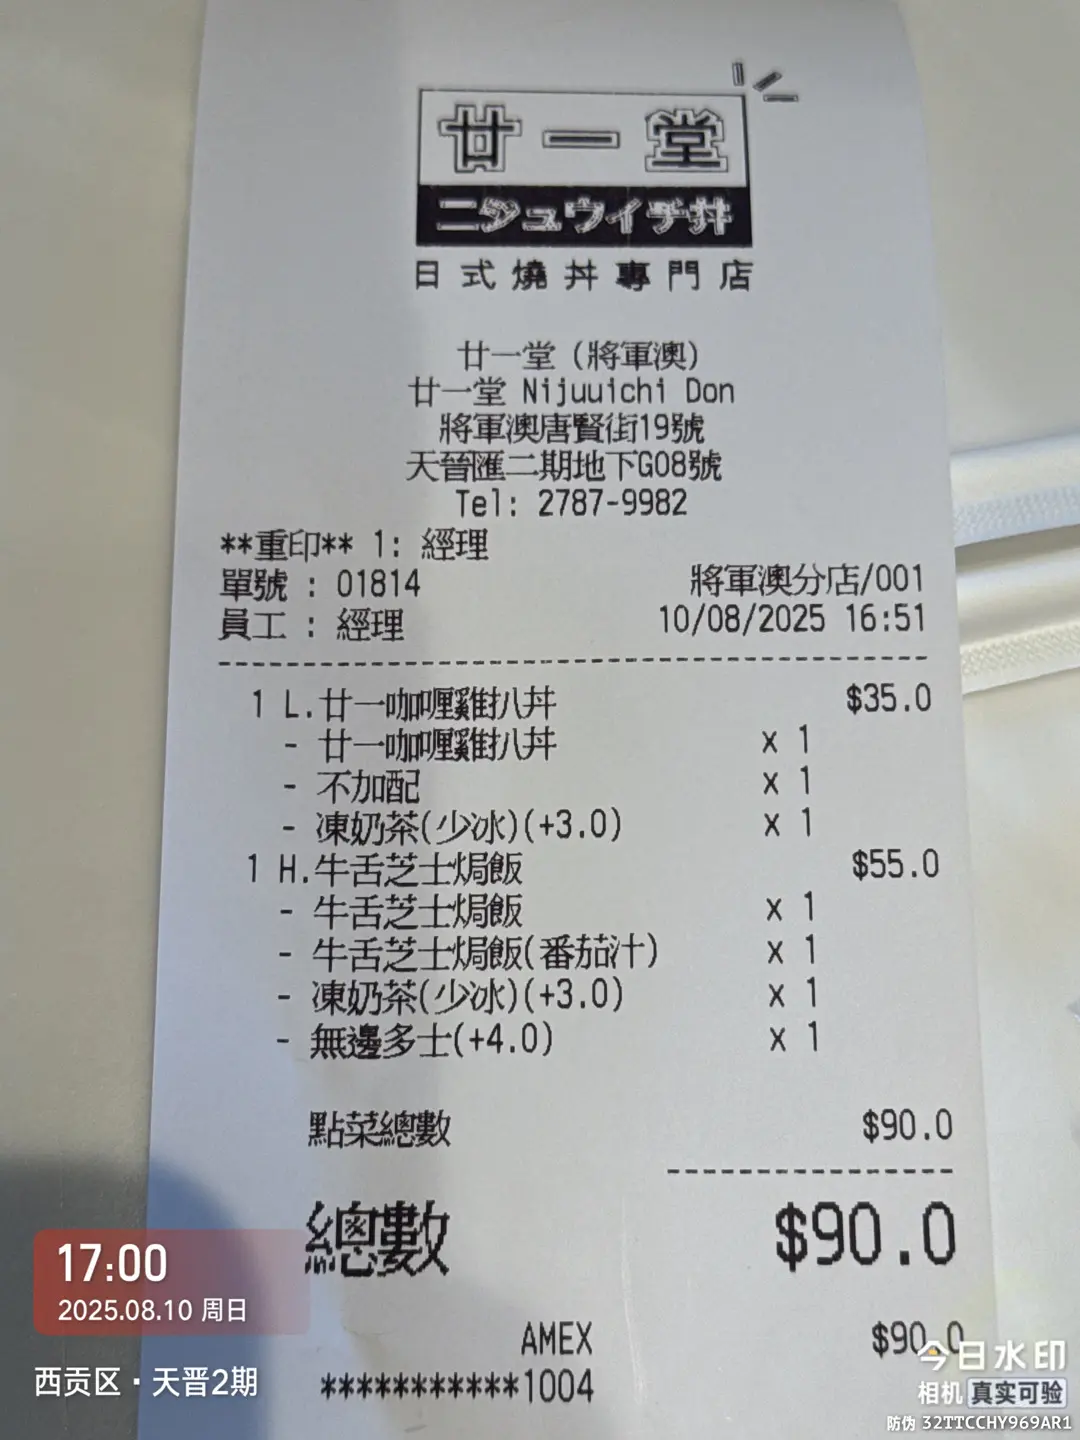 廿一堂
ニジュウイチ丼
日式燒丼專門店
廿一堂 (將軍澳)
廿一堂 Nijuuichi Don
將軍澳唐賢街19號
天晉匯二期地下G08號
Tel: 2787-9982
**重印** 1: 經理
單號 : 01814 將軍澳分店/001
員工 : 經理 10/08/2025 16:51
1 L.廿一咖喱雞扒丼 $35.0
- 廿一咖喱雞扒丼 x 1
- 不加配 x 1
- 凍奶茶(少冰)(+3.0) x 1
1 H.牛舌芝士焗飯 $55.0
- 牛舌芝士焗飯 x 1
- 牛舌芝士焗飯(番茄汁) x 1
- 凍奶茶(少冰)(+3.0) x 1
- 無邊多士(+4.0) x 1
點菜總數 $90.0
總數 $90.0
AMEX $90.0
***********1004
17:00
2025.08.10 周日
西贡区·天晋2期
今日水印
相机 真实可验
防伪 32TTCCHY969AR1